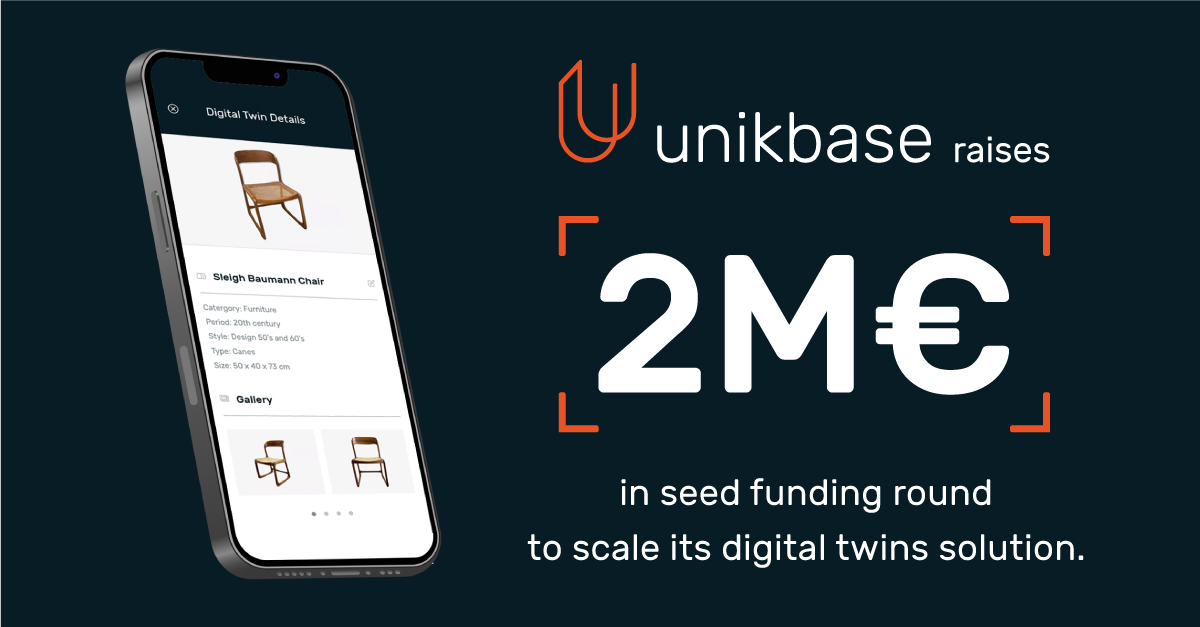 Digital Twin Details
Sleigh Baumann Chair
Catergory: Furniture
Period: 20th century
Style: Design 50's and 60's
Type: Canes
Size: 50 x 40 x 73 cm
Gallery
unikbase raises
2M€
in seed funding round
to scale its digital twins solution.